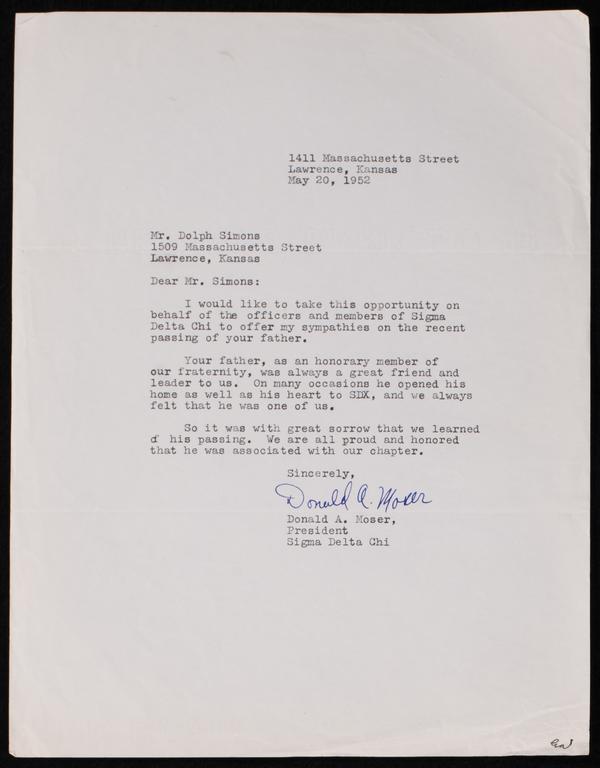 1411 Massachusetts Street
Lawrence, Kansas
May 20, 1952
Mr. Dolph Simons
1509 Massachusetts Street
Lawrence, Kansas
Dear Mr. Simons:
I would like to take this opportunity on
behalf of the officers and members of Sigma
Delta Chi to offer my sympathies on the recent
passing of your father.
Your father, as an honorary member of
our fraternity, was always a great friend and
leader to us. On many occasions he opened his
home as well as his heart to SDX, and we always
felt that he was one of us.
So it was with great sorrow that we learned
of his passing. We are all proud and honored
that he was associated with our chapter.
Sincerely,
Donald A. Moser
Donald A. Moser,
President
Sigma Delta Chi